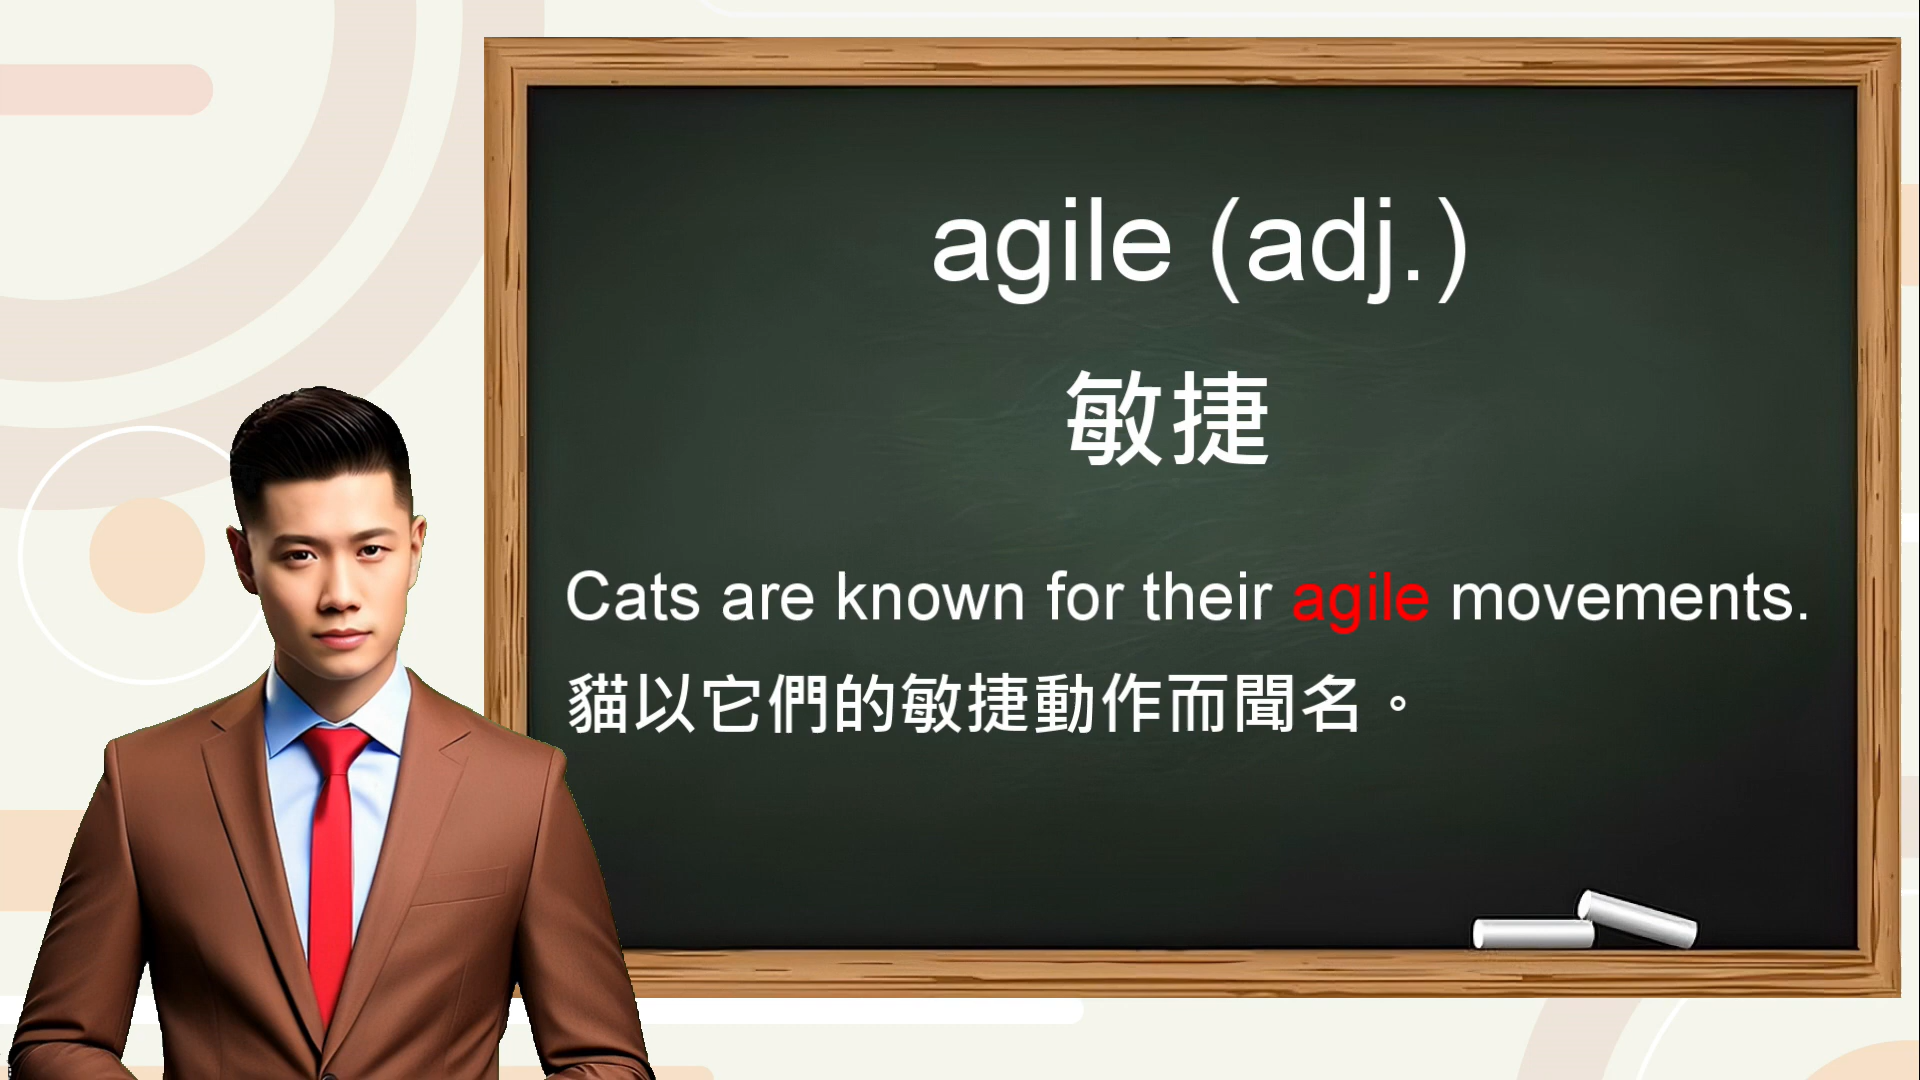 agile (adj.)
敏捷
Cats are known for their agile movements.
貓以它們的敏捷動作而聞名。